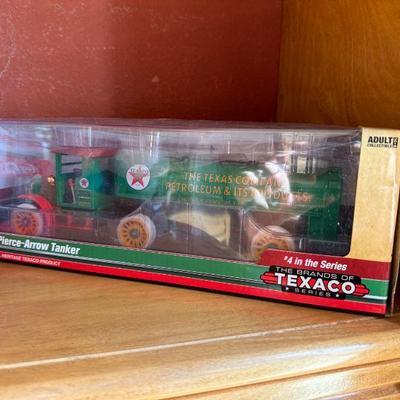 ADULT
COLLECTIBLE
THE TEXAS COMPANY
PETROLEUM & ITS PRODUCTS
Pierce-Arrow Tanker
HERITAGE TEXACO PRODUCT
#4 in the Series
THE BRANDS OF
TEXACO
SERIES